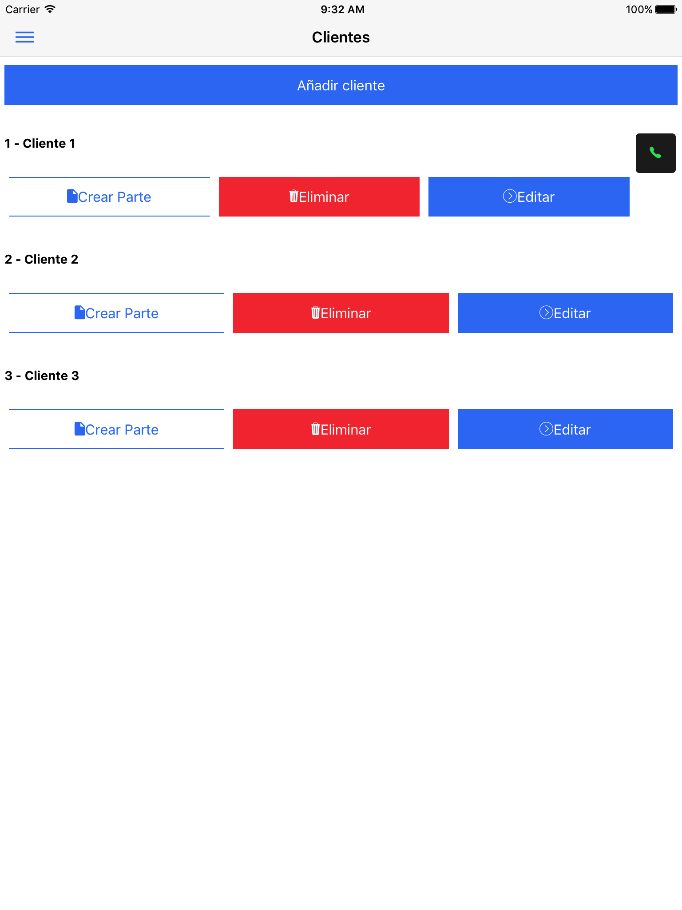 Carrier 9:32 AM 100%
Clientes
Añadir cliente
1 - Cliente 1
Crear Parte Eliminar Editar
2 - Cliente 2
Crear Parte Eliminar Editar
3 - Cliente 3
Crear Parte Eliminar Editar